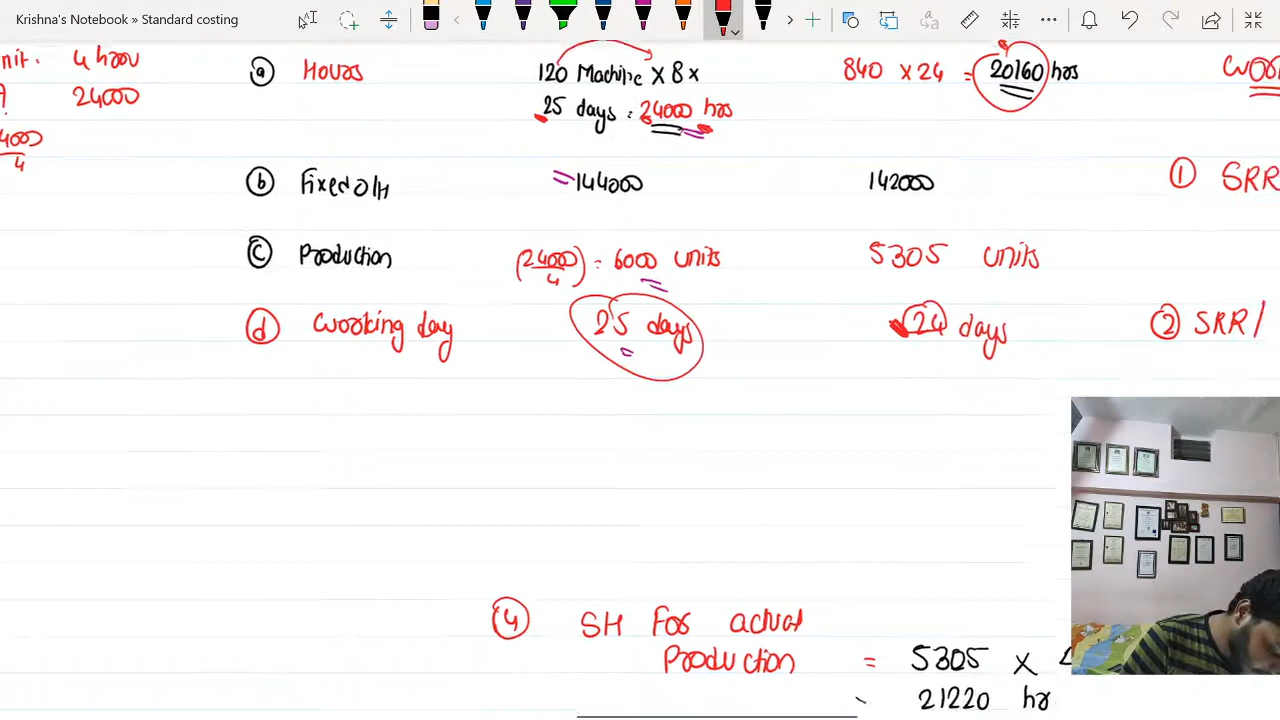 Krishna's Notebook » Standard costing
nit. 4 hour
24000
4000
4
(a) Hours 120 Machine X 8 x 840 x 24 = 20160 hrs
25 days = 24000 hrs
(b) Fixed O/H = 144000 142000 (1) SRR
(c) Production (24000/4) = 6000 units 5305 units
(d) Working day 25 days 24 days (2) SRR/
(4) SH For actual
Production = 5305 X
21220 hr